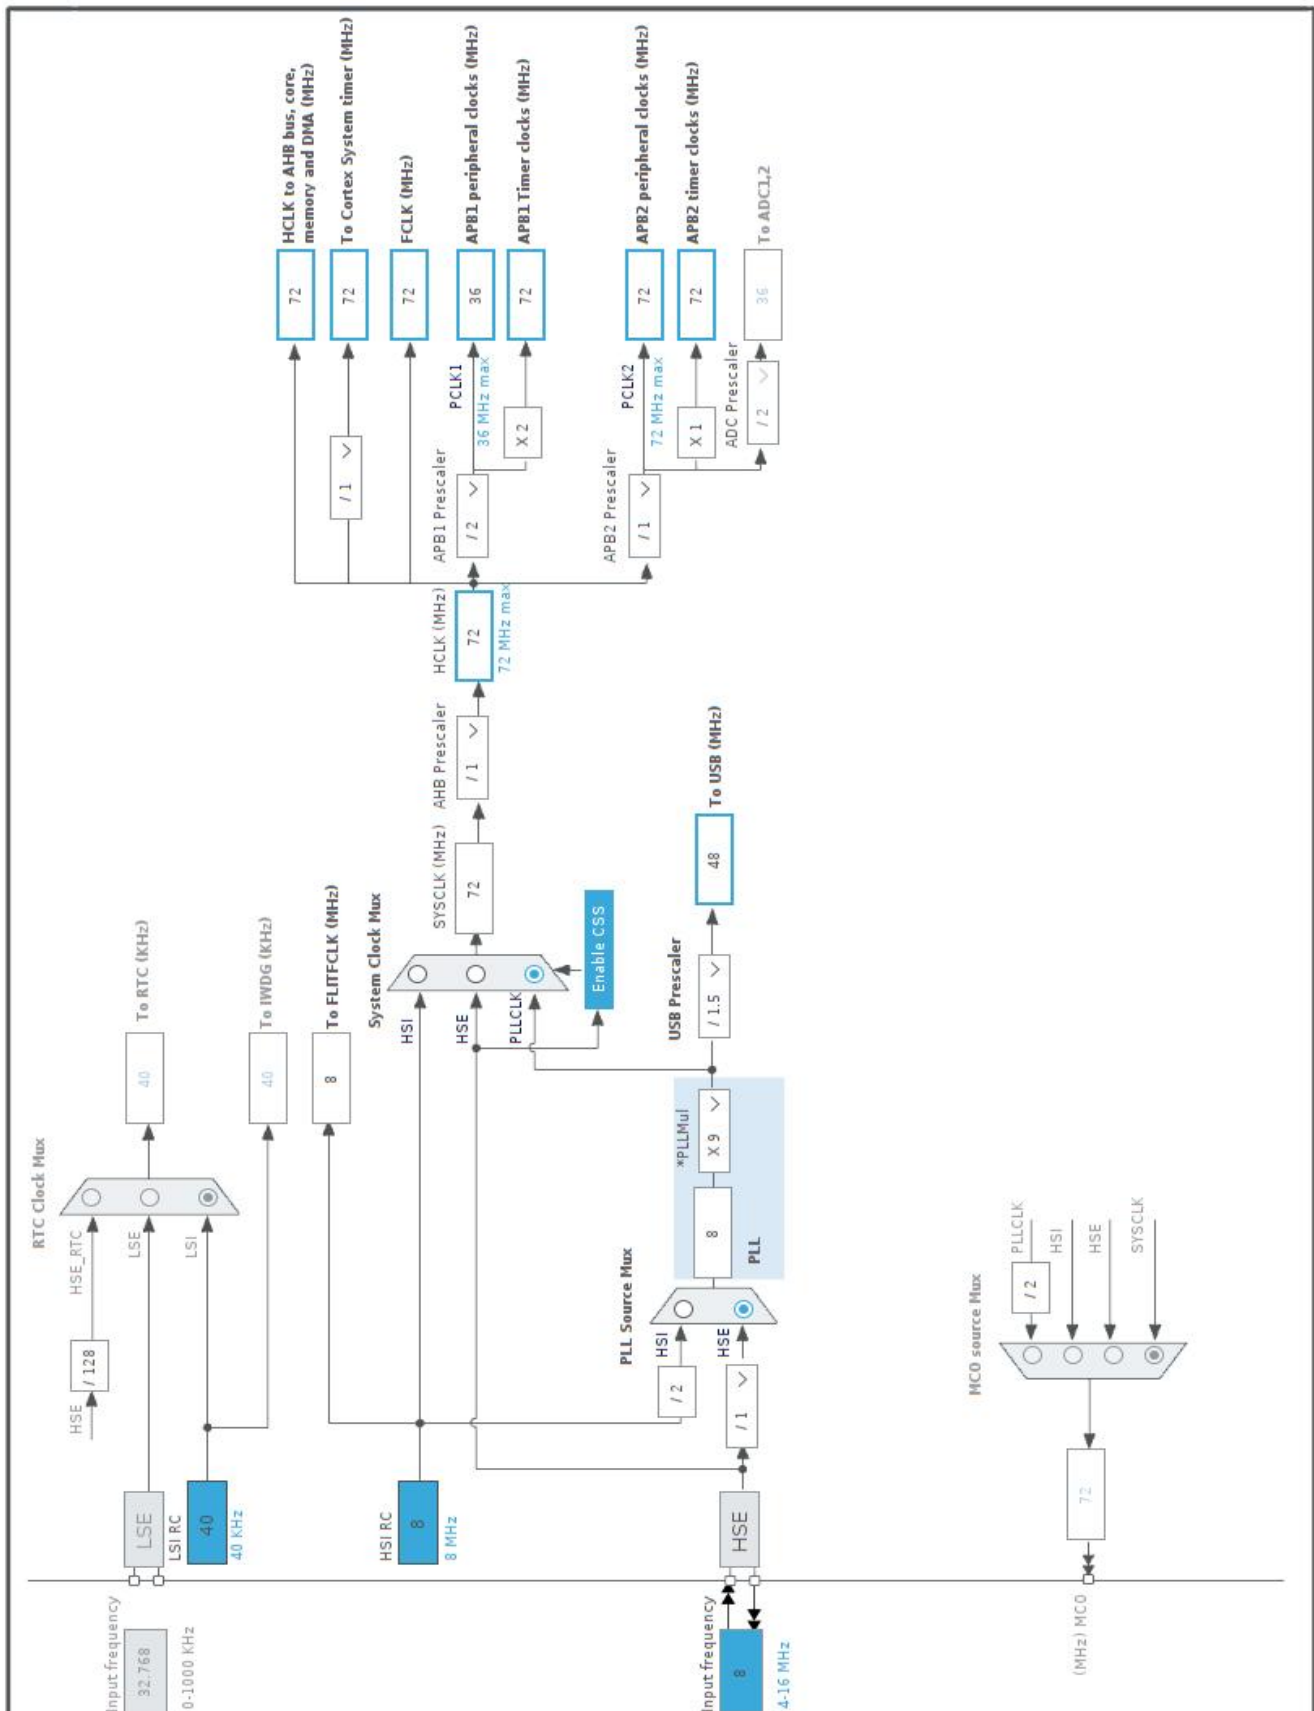 RTC Clock Mux
HSE
/ 128
HSE_RTC
LSE
LSI
To RTC (KHz)
40
Input frequency
32.768
0-1000 KHz
LSE
LSI RC
40
40 KHz
To IWDG (KHz)
40
To FLITFCLK (MHz)
8
HSI RC
8
8 MHz
System Clock Mux
HSI
HSE
PLLCLK
Enable CSS
SYSCLK (MHz)
72
AHB Prescaler
/ 1
HCLK (MHz)
72
72 MHz max
HCLK to AHB bus, core,
memory and DMA (MHz)
72
/ 1
To Cortex System timer (MHz)
72
FCLK (MHz)
72
APB1 Prescaler
/ 2
PCLK1
36 MHz max
36
APB1 peripheral clocks (MHz)
X 2
72
APB1 Timer clocks (MHz)
APB2 Prescaler
/ 1
PCLK2
72 MHz max
72
APB2 peripheral clocks (MHz)
X 1
72
APB2 timer clocks (MHz)
ADC Prescaler
/ 2
36
To ADC1,2
PLL Source Mux
HSI
/ 2
HSE
/ 1
8
*PLLMul
X 9
PLL
USB Prescaler
/ 1.5
48
To USB (MHz)
Input frequency
8
4-16 MHz
HSE
MCO source Mux
PLLCLK
/ 2
HSI
HSE
SYSCLK
72
(MHz) MCO